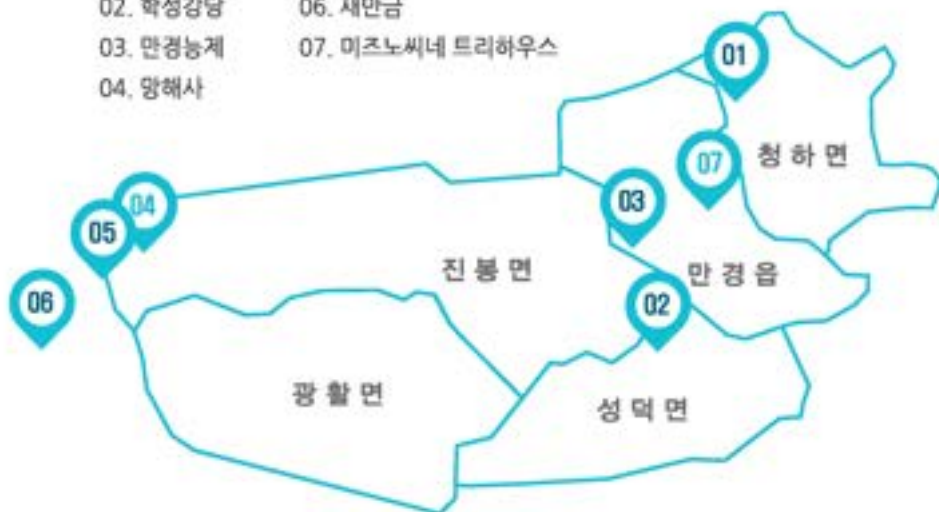 02. 학성강당 06. 새만금
03. 만경능제 07. 미즈노씨네 트리하우스
04. 망해사
01
청하면
07
03
04
05
진봉면
만경읍
06
02
광활면
성덕면